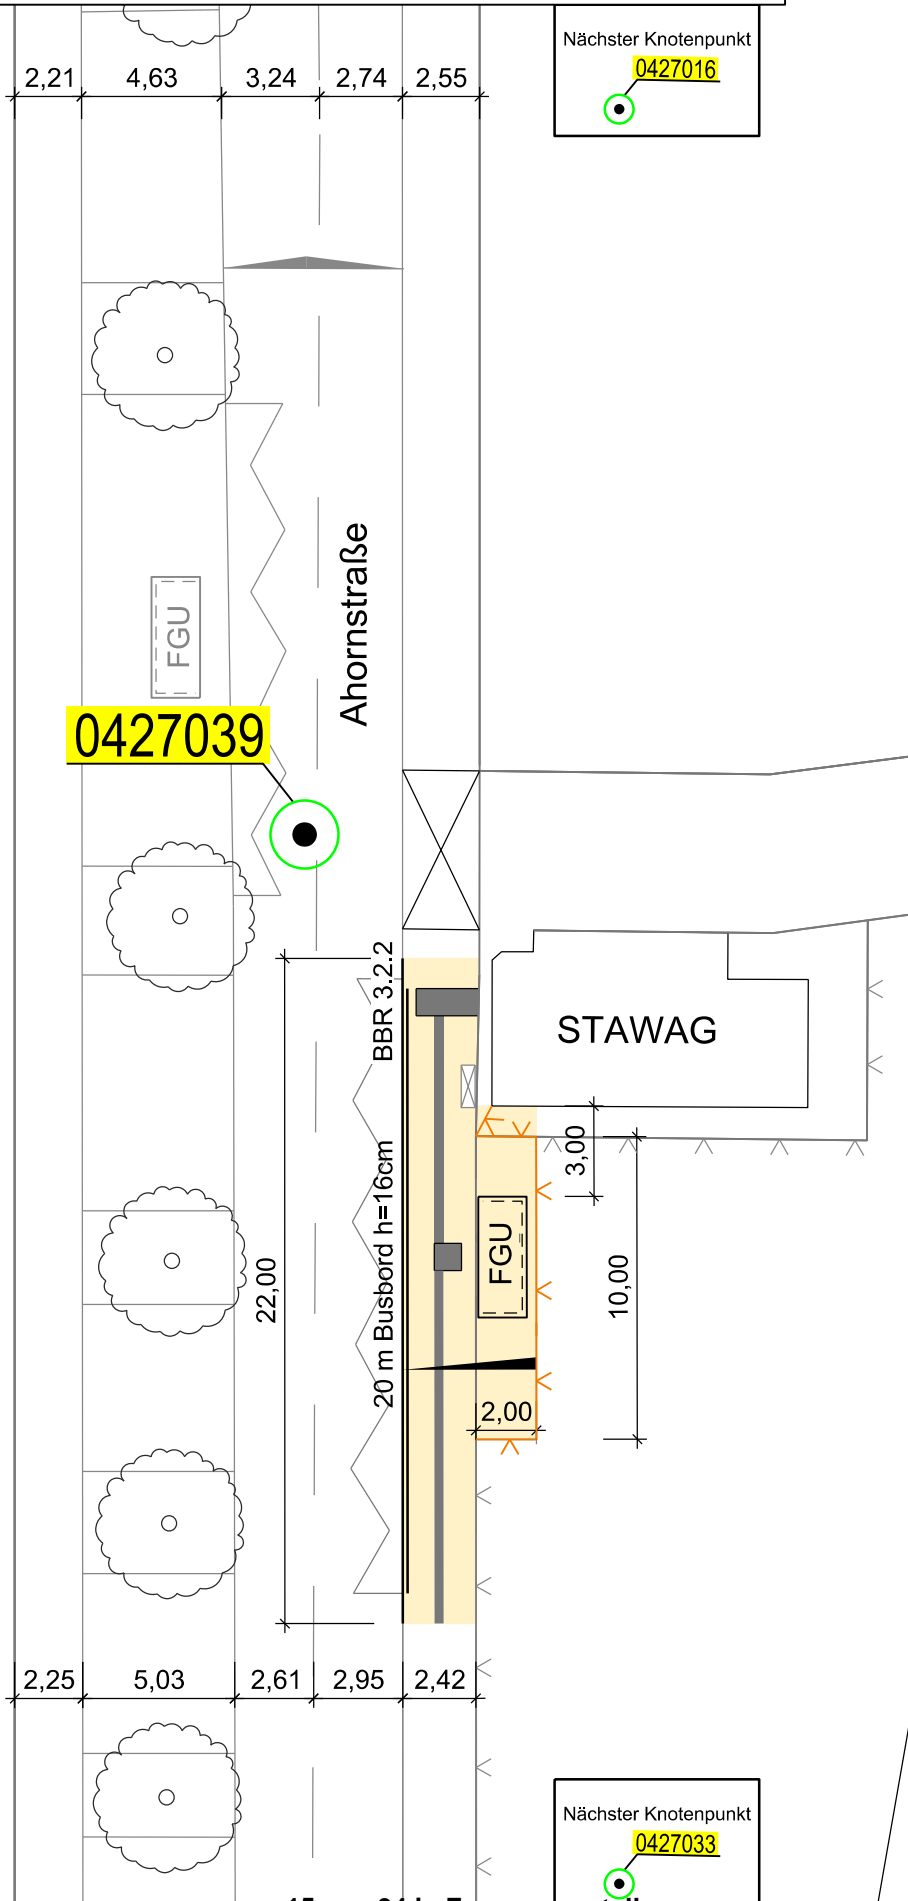 Nächster Knotenpunkt
0427016
2,21 4,63 3,24 2,74 2,55
Ahornstraße
FGU
0427039
BBR 3.2.2
STAWAG
3,00
20 m Busbord h=16cm
FGU
22,00
10,00
2,00
2,25 5,03 2,61 2,95 2,42
Nächster Knotenpunkt
0427033